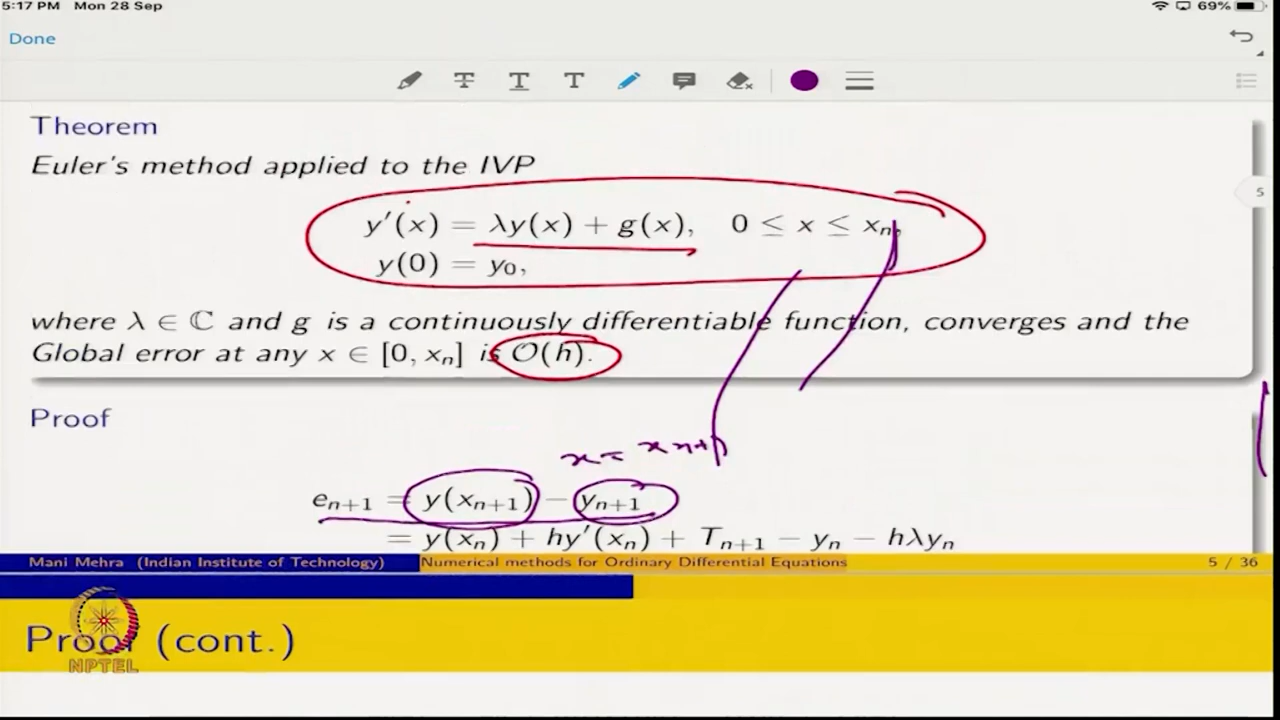 5:17 PM Mon 28 Sep
69%
Done
T T T
Theorem
Euler's method applied to the IVP
y′(x) = λy(x) + g(x), 0 ≤ x ≤ xₙ,
y(0) = y₀,
where λ ∈ ℂ and g is a continuously differentiable function, converges and the
Global error at any x ∈ [0, xₙ] is 𝒪(h).
5
Proof
x = xₙ₊₁
eₙ₊₁ = y(xₙ₊₁) − yₙ₊₁
= y(xₙ) + hy′(xₙ) + Tₙ₊₁ − yₙ − hλyₙ
Mani Mehra (Indian Institute of Technology) Numerical methods for Ordinary Differential Equations 5 / 36
Proof (cont.)
NPTEL